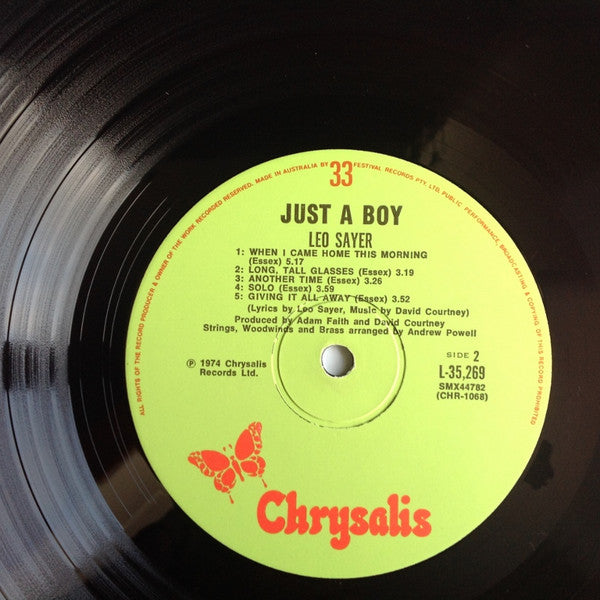 ALL RIGHTS OF THE RECORD PRODUCER & OWNER OF THE WORK RECORDED RESERVED. MADE IN AUSTRALIA BY FESTIVAL RECORDS PTY. LTD. PUBLIC PERFORMANCE, BROADCASTING & COPYING OF THIS RECORD PROHIBITED
33
JUST A BOY
LEO SAYER
1: WHEN I CAME HOME THIS MORNING
(Essex) 5.17
2: LONG, TALL GLASSES (Essex) 3.19
3: ANOTHER TIME (Essex) 3.26
4: SOLO (Essex) 3.59
5: GIVING IT ALL AWAY (Essex) 3.52
(Lyrics by Leo Sayer, Music by David Courtney)
Produced by Adam Faith and David Courtney
Strings, Woodwinds and Brass arranged by Andrew Powell
℗ 1974 Chrysalis
Records Ltd.
SIDE 2
L-35,269
SMX44782
(CHR-1068)
Chrysalis